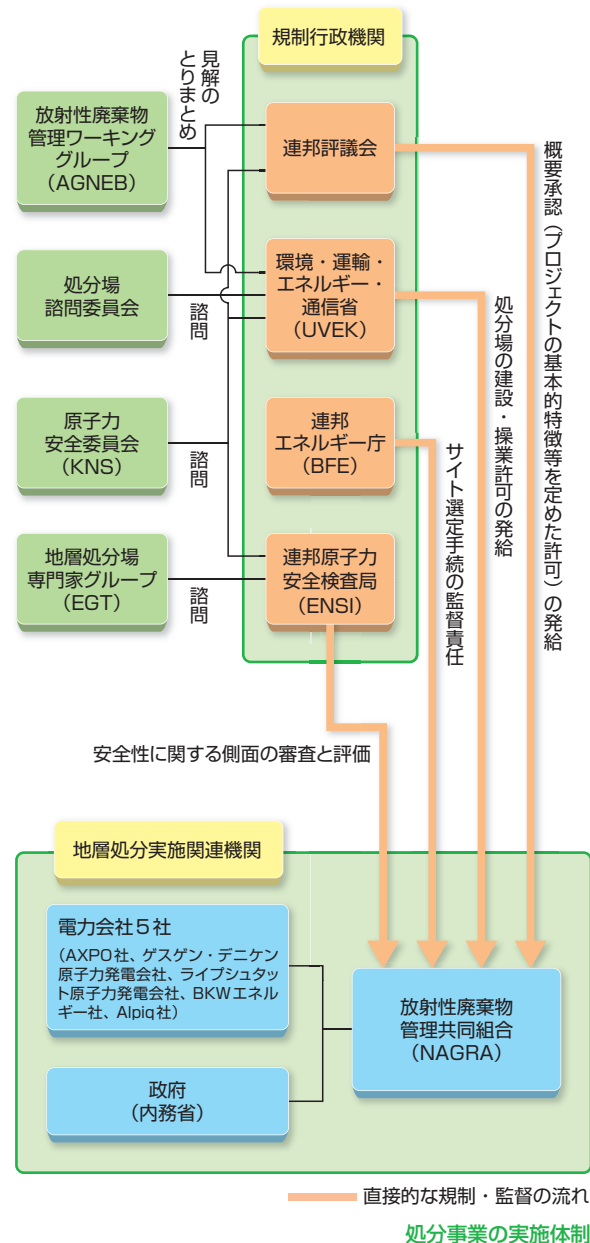 規制行政機関
見解の
とりまとめ
放射性廃棄物
管理ワーキング
グループ
（AGNEB）
連邦評議会
処分場
諮問委員会
諮問
環境・運輸・
エネルギー・
通信省
（UVEK）
原子力
安全委員会
（KNS）
諮問
連邦
エネルギー庁
（BFE）
地層処分場
専門家グループ
（EGT）
諮問
連邦原子力
安全検査局
（ENSI）
概要承認（プロジェクトの基本的特徴等を定めた許可）の発給
処分場の建設・操業許可の発給
サイト選定手続の監督責任
安全性に関する側面の審査と評価
地層処分実施関連機関
電力会社５社
（AXPO社、ゲスゲン・デニケン
原子力発電会社、ライプシュタッ
ト原子力発電会社、BKWエネル
ギー社、Alpiq社）
政府
（内務省）
放射性廃棄物
管理共同組合
（NAGRA）
直接的な規制・監督の流れ
処分事業の実施体制